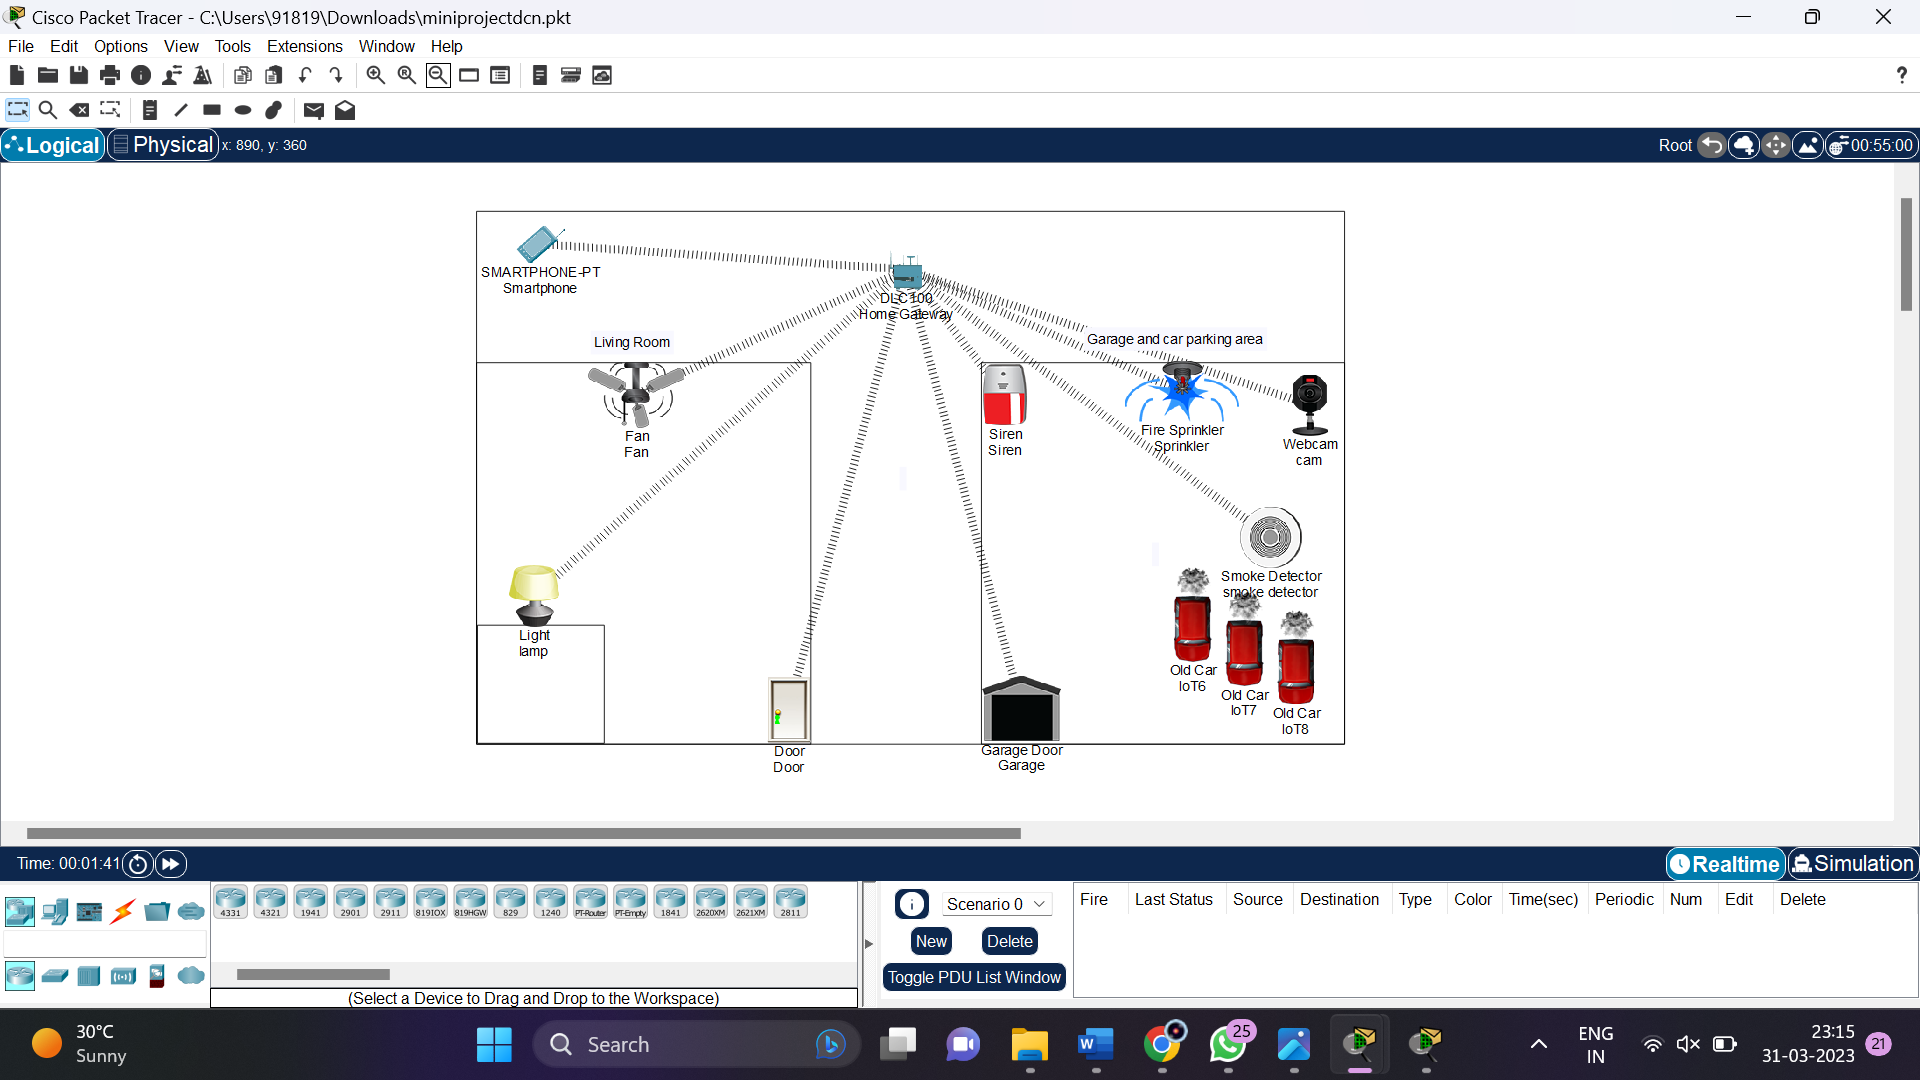 Cisco Packet Tracer - C:\Users\91819\Downloads\miniprojectdcn.pkt
File Edit Options View Tools Extensions Window Help
?
Logical Physical x: 890, y: 360 Root 00:55:00
SMARTPHONE-PT
Smartphone
DLC100
Home Gateway
Living Room
Garage and car parking area
Fan
Fan
Siren
Siren
Fire Sprinkler
Sprinkler
Webcam
cam
Smoke Detector
smoke detector
Light
lamp
Old Car
IoT6
Old Car
IoT7
Old Car
IoT8
Door
Door
Garage Door
Garage
Time: 00:01:41 Realtime Simulation
4331 4321 1941 2901 2911 819IOX 819HGW 829 1240 PT-Router PT-Empty 1841 2620XM 2621XM 2811
(Select a Device to Drag and Drop to the Workspace)
Scenario 0
New Delete
Toggle PDU List Window
Fire Last Status Source Destination Type Color Time(sec) Periodic Num Edit Delete
30°C
Sunny
Search
25
ENG
IN
23:15
31-03-2023
21